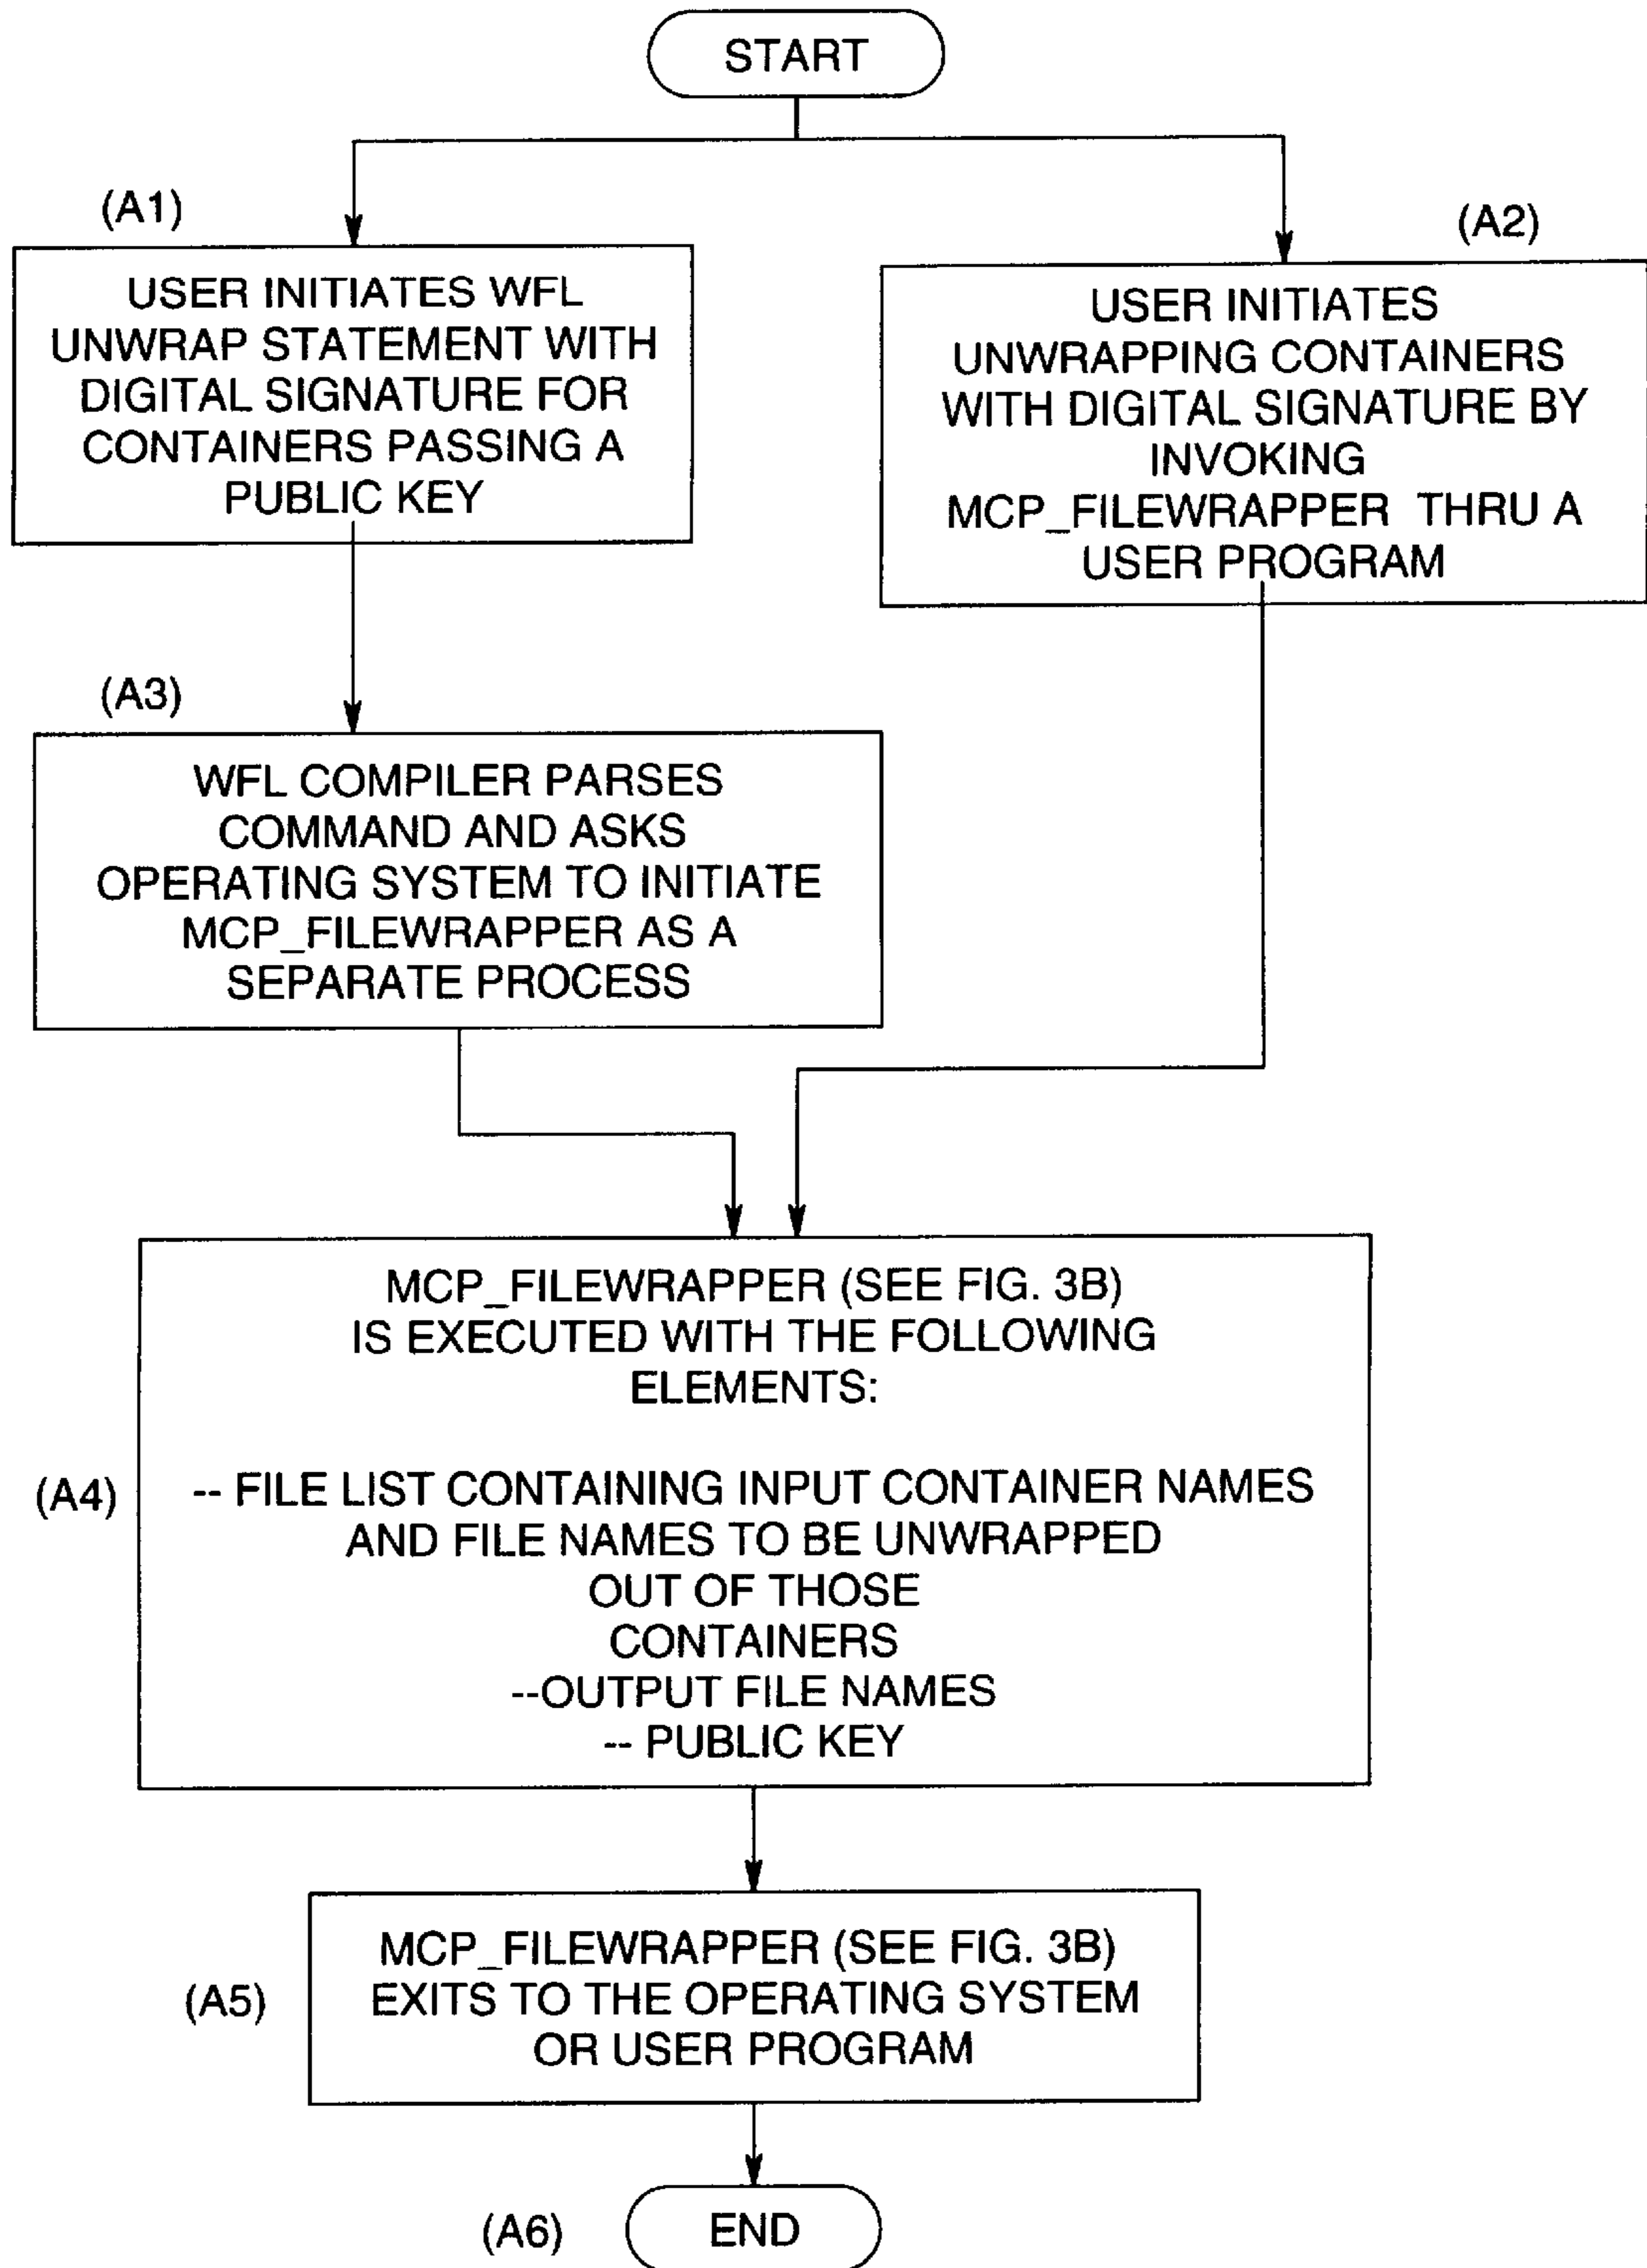 START
(A1)
USER INITIATES WFL
UNWRAP STATEMENT WITH
DIGITAL SIGNATURE FOR
CONTAINERS PASSING A
PUBLIC KEY
(A2)
USER INITIATES
UNWRAPPING CONTAINERS
WITH DIGITAL SIGNATURE BY
INVOKING
MCP_FILEWRAPPER THRU A
USER PROGRAM
(A3)
WFL COMPILER PARSES
COMMAND AND ASKS
OPERATING SYSTEM TO INITIATE
MCP_FILEWRAPPER AS A
SEPARATE PROCESS
(A4)
MCP_FILEWRAPPER (SEE FIG. 3B)
IS EXECUTED WITH THE FOLLOWING
ELEMENTS:
-- FILE LIST CONTAINING INPUT CONTAINER NAMES
AND FILE NAMES TO BE UNWRAPPED
OUT OF THOSE
CONTAINERS
--OUTPUT FILE NAMES
-- PUBLIC KEY
(A5)
MCP_FILEWRAPPER (SEE FIG. 3B)
EXITS TO THE OPERATING SYSTEM
OR USER PROGRAM
(A6)
END